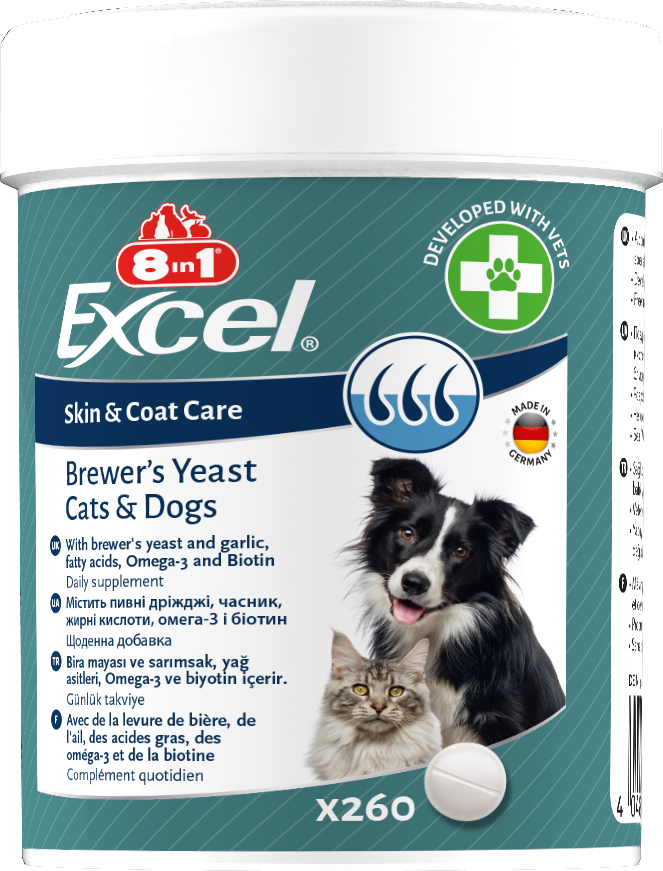 8in1®
Excel®
DEVELOPED WITH VETS
Skin & Coat Care
MADE IN
GERMANY
Brewer's Yeast
Cats & Dogs
UK With brewer's yeast and garlic,
fatty acids, Omega-3 and Biotin
Daily supplement
UA Містить пивні дріжджі, часник,
жирні кислоти, омега-3 і біотин
Щоденна добавка
TR Bira mayası ve sarımsak, yağ
asitleri, Omega-3 ve biyotin içerir.
Günlük takviye
F Avec de la levure de bière, de
l'ail, des acides gras, des
oméga-3 et de la biotine
Complément quotidien
x260